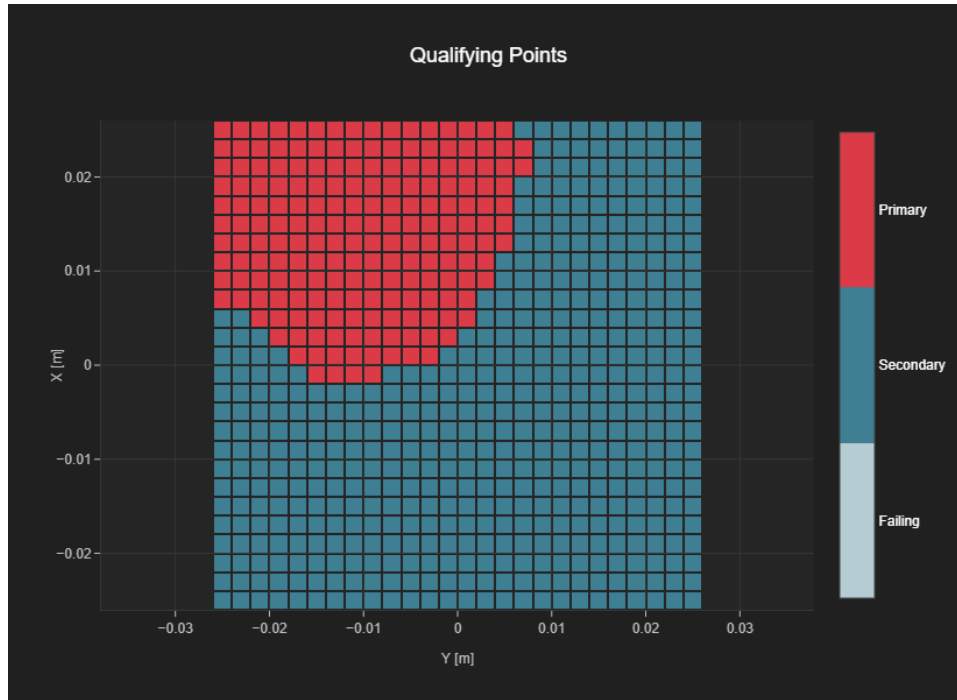 Qualifying Points
0.02
0.01
0
−0.01
−0.02
X [m]
−0.03
−0.02
−0.01
0
0.01
0.02
0.03
Y [m]
Primary
Secondary
Failing